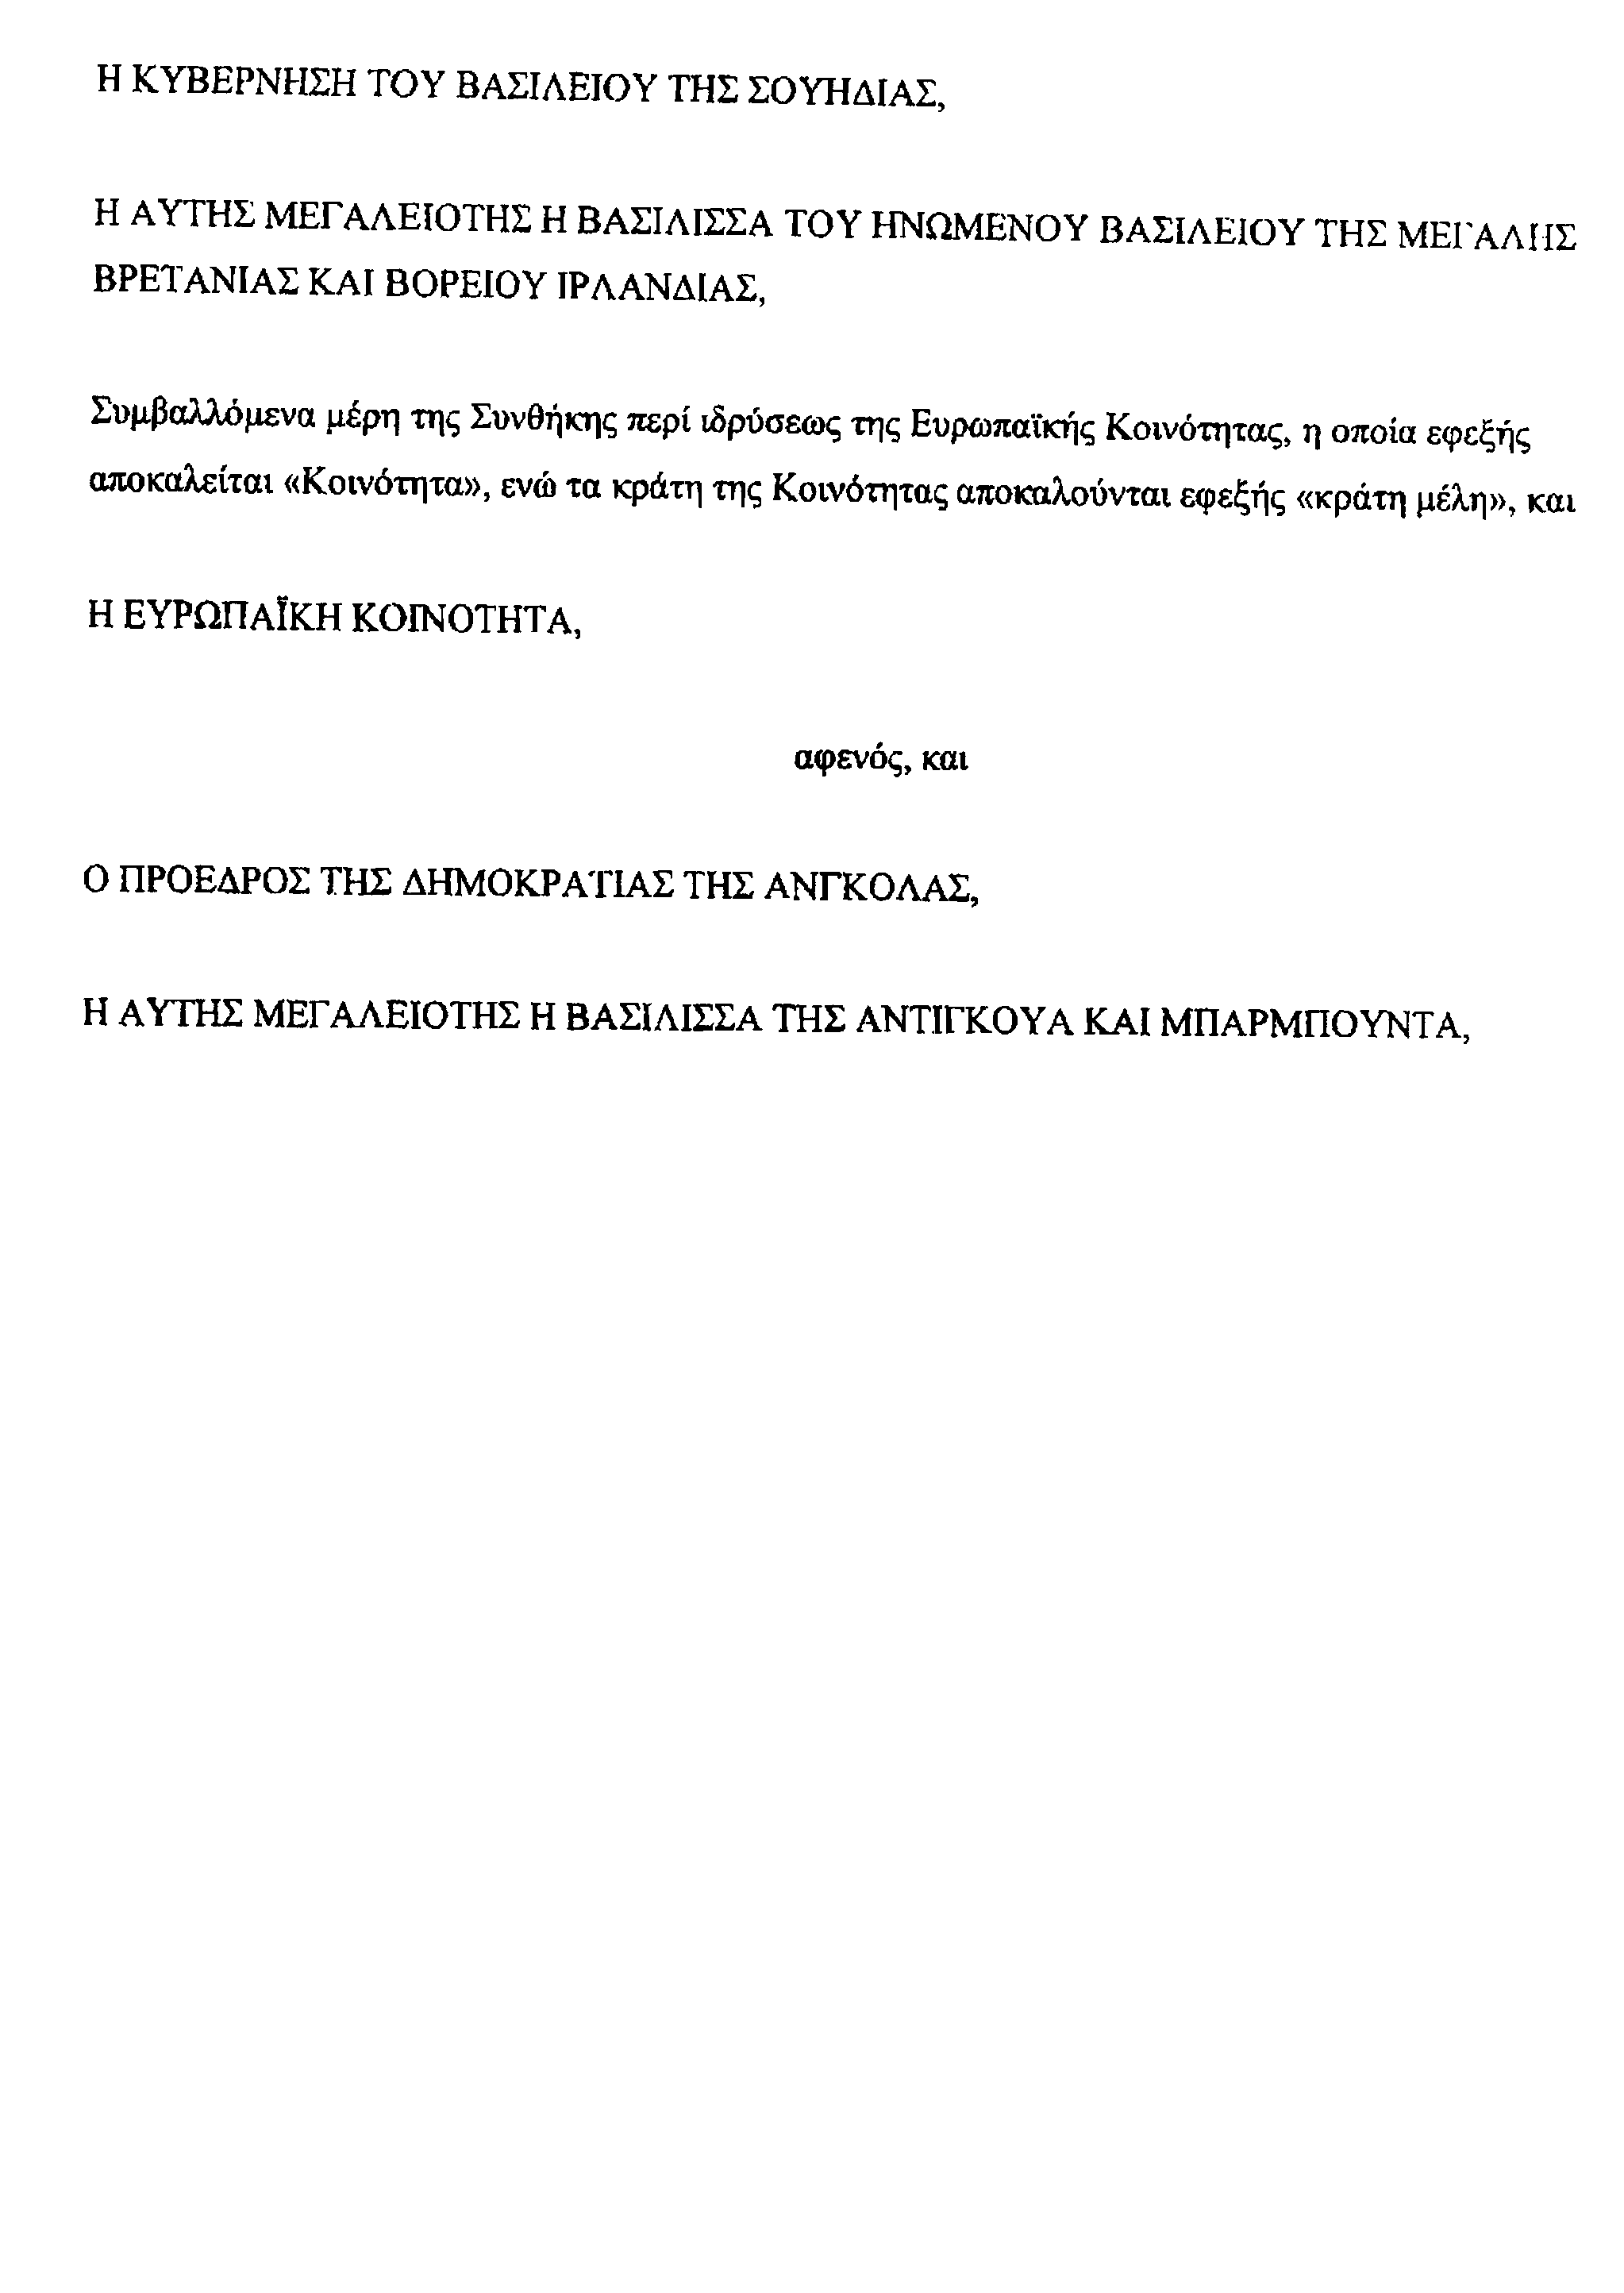 Η ΚΥΒΕΡΝΗΣΗ ΤΟΥ ΒΑΣΙΛΕΙΟΥ ΤΗΣ ΣΟΥΗΔΙΑΣ,
Η ΑΥΤΗΣ ΜΕΓΑΛΕΙΟΤΗΣ Η ΒΑΣΙΛΙΣΣΑ ΤΟΥ ΗΝΩΜΕΝΟΥ ΒΑΣΙΛΕΙΟΥ ΤΗΣ ΜΕΓΑΛΗΣ
ΒΡΕΤΑΝΙΑΣ ΚΑΙ ΒΟΡΕΙΟΥ ΙΡΛΑΝΔΙΑΣ,
Συμβαλλόμενα μέρη της Συνθήκης περί ιδρύσεως της Ευρωπαϊκής Κοινότητας, η οποία εφεξής
αποκαλείται «Κοινότητα», ενώ τα κράτη της Κοινότητας αποκαλούνται εφεξής «κράτη μέλη», και
Η ΕΥΡΩΠΑΪΚΗ ΚΟΙΝΟΤΗΤΑ,
αφενός, και
Ο ΠΡΟΕΔΡΟΣ ΤΗΣ ΔΗΜΟΚΡΑΤΙΑΣ ΤΗΣ ΑΝΓΚΟΛΑΣ,
Η ΑΥΤΗΣ ΜΕΓΑΛΕΙΟΤΗΣ Η ΒΑΣΙΛΙΣΣΑ ΤΗΣ ΑΝΤΙΓΚΟΥΑ ΚΑΙ ΜΠΑΡΜΠΟΥΝΤΑ,